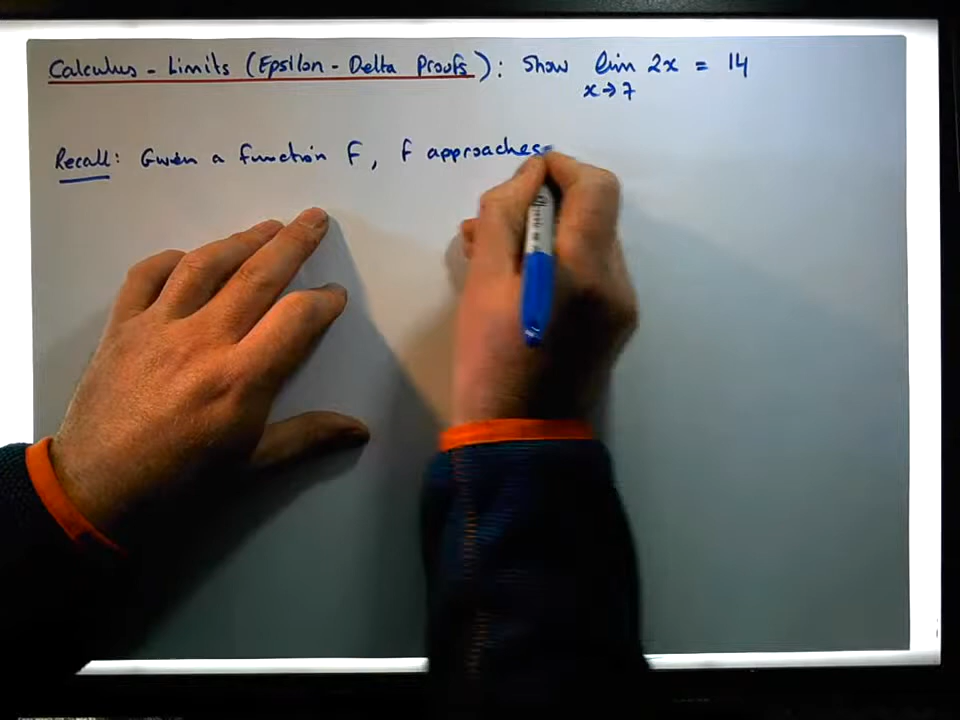 Calculus - Limits (Epsilon - Delta Proofs): Show lim 2x = 14
x→7
Recall: Given a function f, f approaches